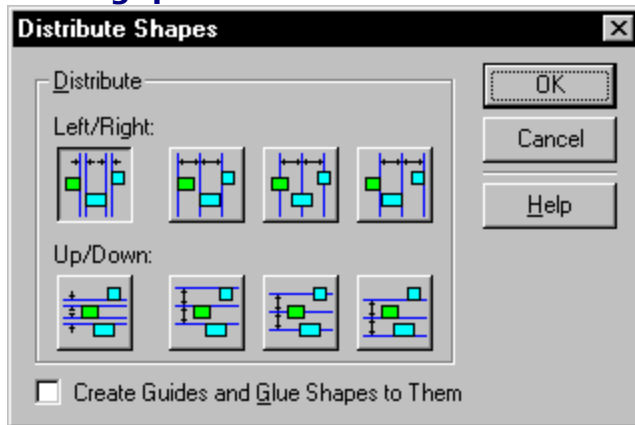 Distribute Shapes
Distribute
OK
Left/Right:
Cancel
Help
Up/Down:
Create Guides and Glue Shapes to Them